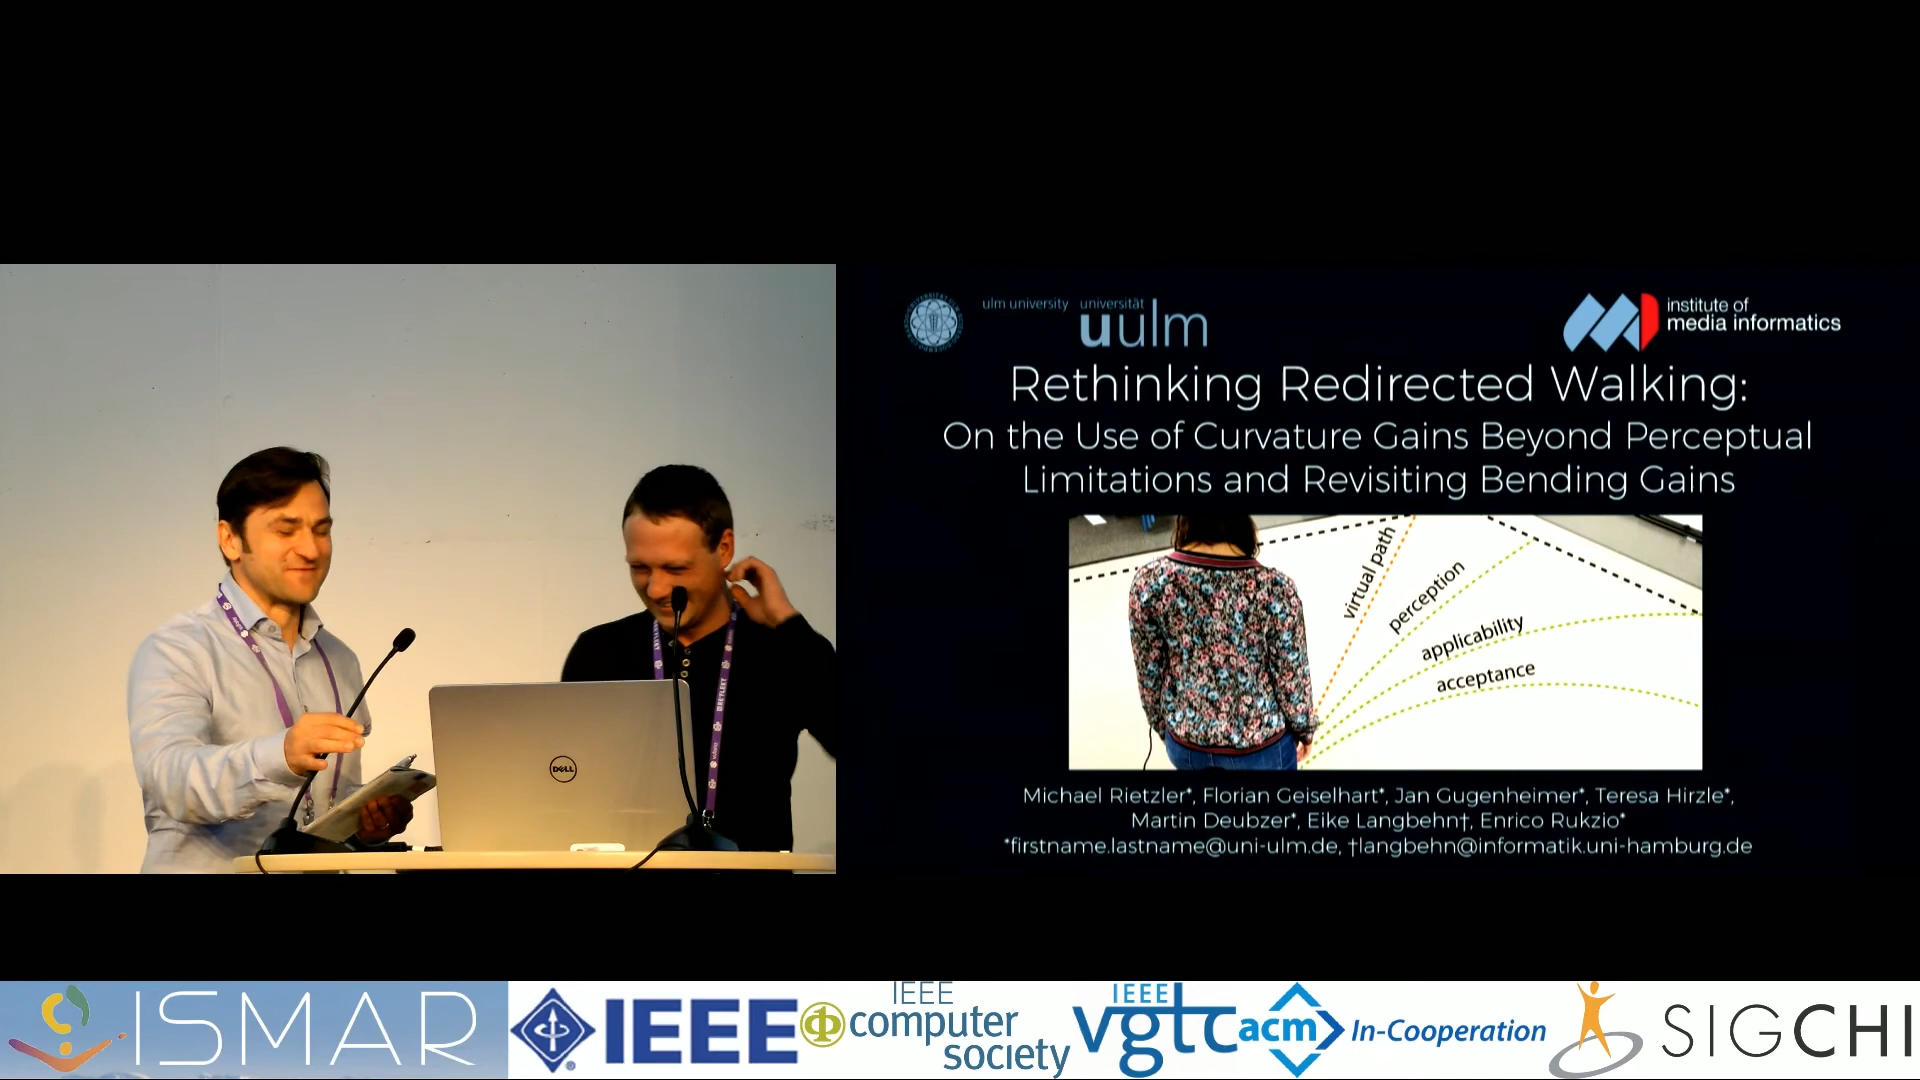 ulm university universität
uulm
institute of
media informatics
Rethinking Redirected Walking:
On the Use of Curvature Gains Beyond Perceptual
Limitations and Revisiting Bending Gains
virtual path
perception
applicability
acceptance
Michael Rietzler*, Florian Geiselhart*, Jan Gugenheimer*, Teresa Hirzle*,
Martin Deubzer*, Eike Langbehn†, Enrico Rukzio*
*firstname.lastname@uni-ulm.de, †langbehn@informatik.uni-hamburg.de
DELL
ISMAR
IEEE
IEEE
computer
society
IEEE
vgtc
acm In-Cooperation
SIGCHI